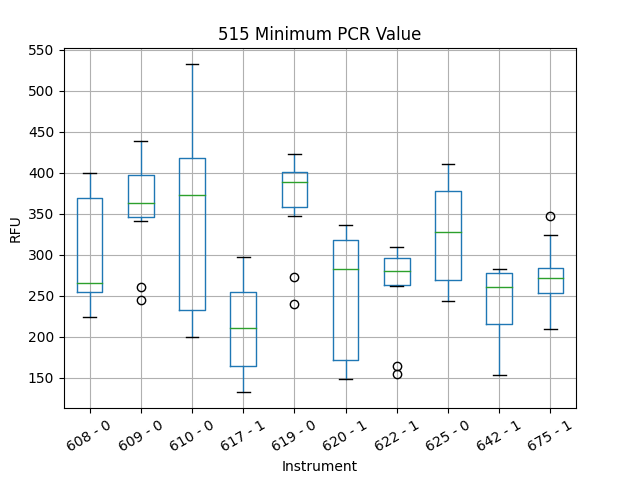 515 Minimum PCR Value
550
500
450
400
350
300
250
200
150
RFU
608 - 0
609 - 0
610 - 0
617 - 1
619 - 0
620 - 1
622 - 1
625 - 0
642 - 1
675 - 1
Instrument